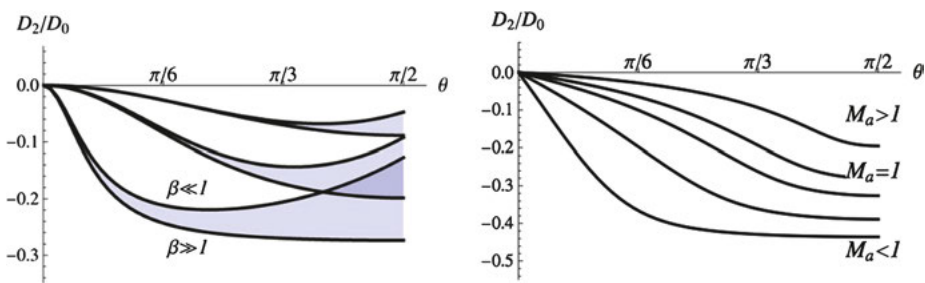 D₂/D₀
0.0
-0.1
-0.2
-0.3
π/6
π/3
π/2
θ
β≪1
β≫1
D₂/D₀
0.0
-0.1
-0.2
-0.3
-0.4
-0.5
π/6
π/3
π/2
θ
Mₐ>1
Mₐ=1
Mₐ<1